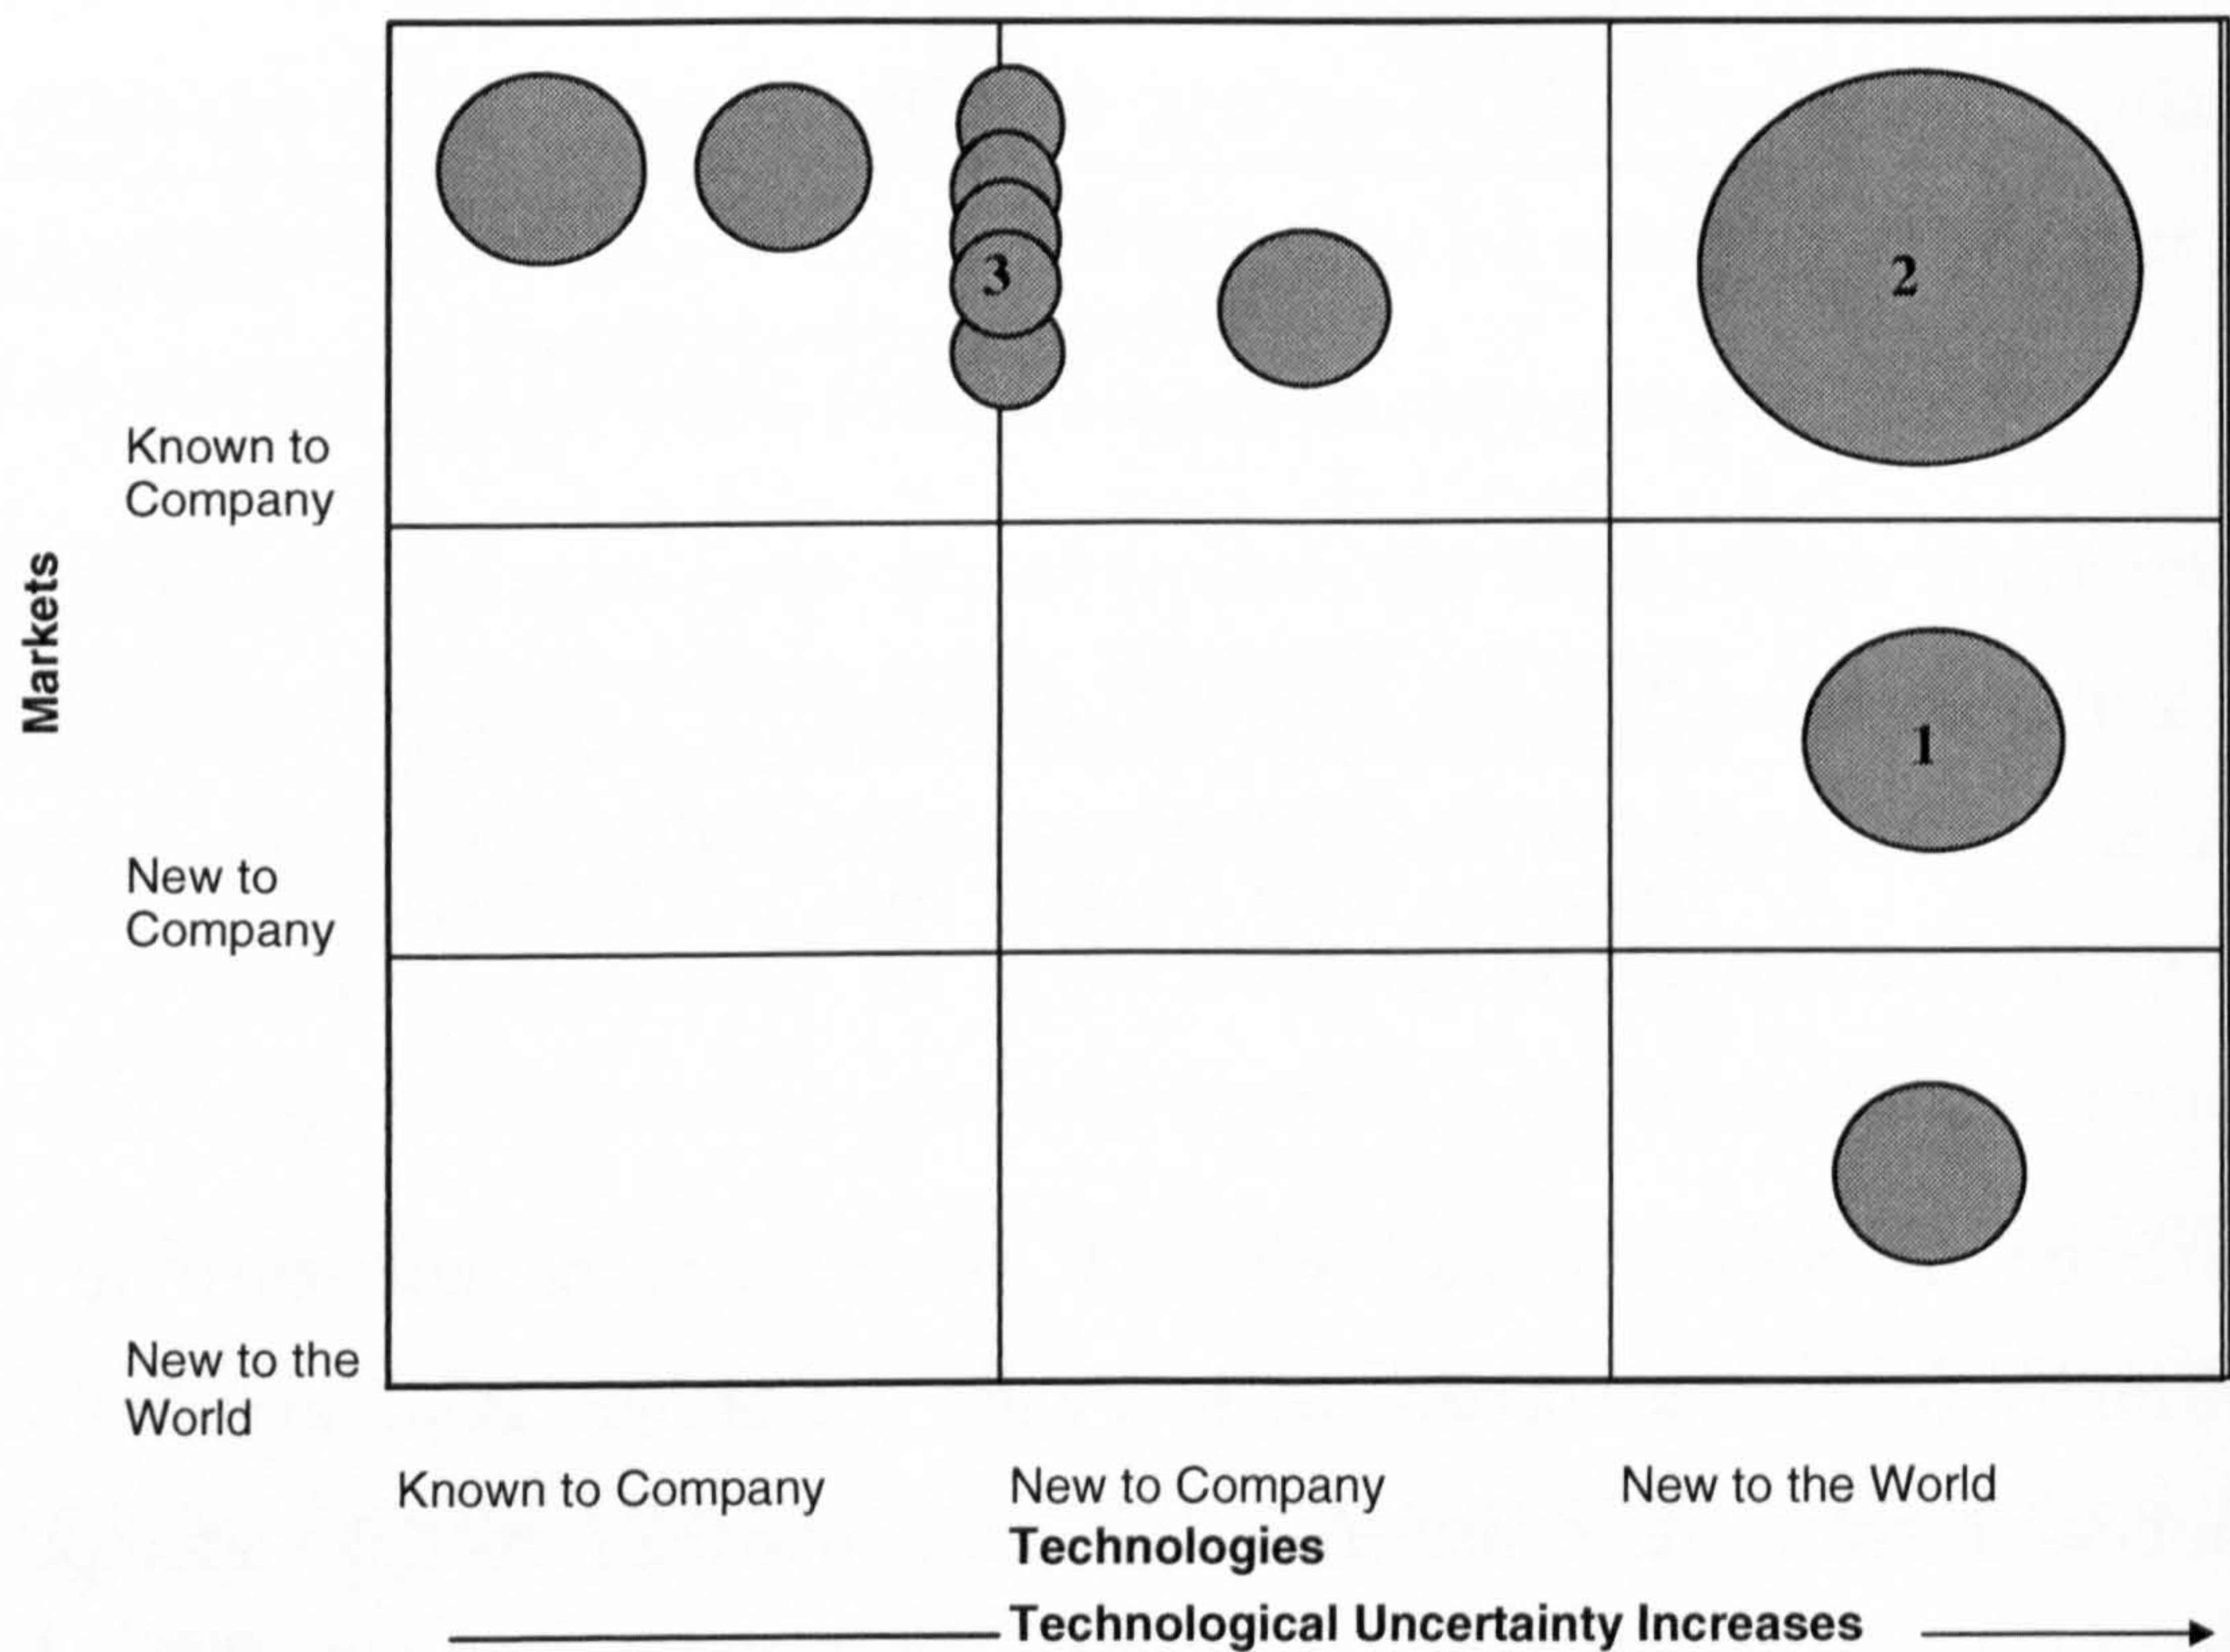 3
2
Known to
Company
Markets
1
New to
Company
New to the
World
Known to Company
New to Company
New to the World
Technologies
Technological Uncertainty Increases